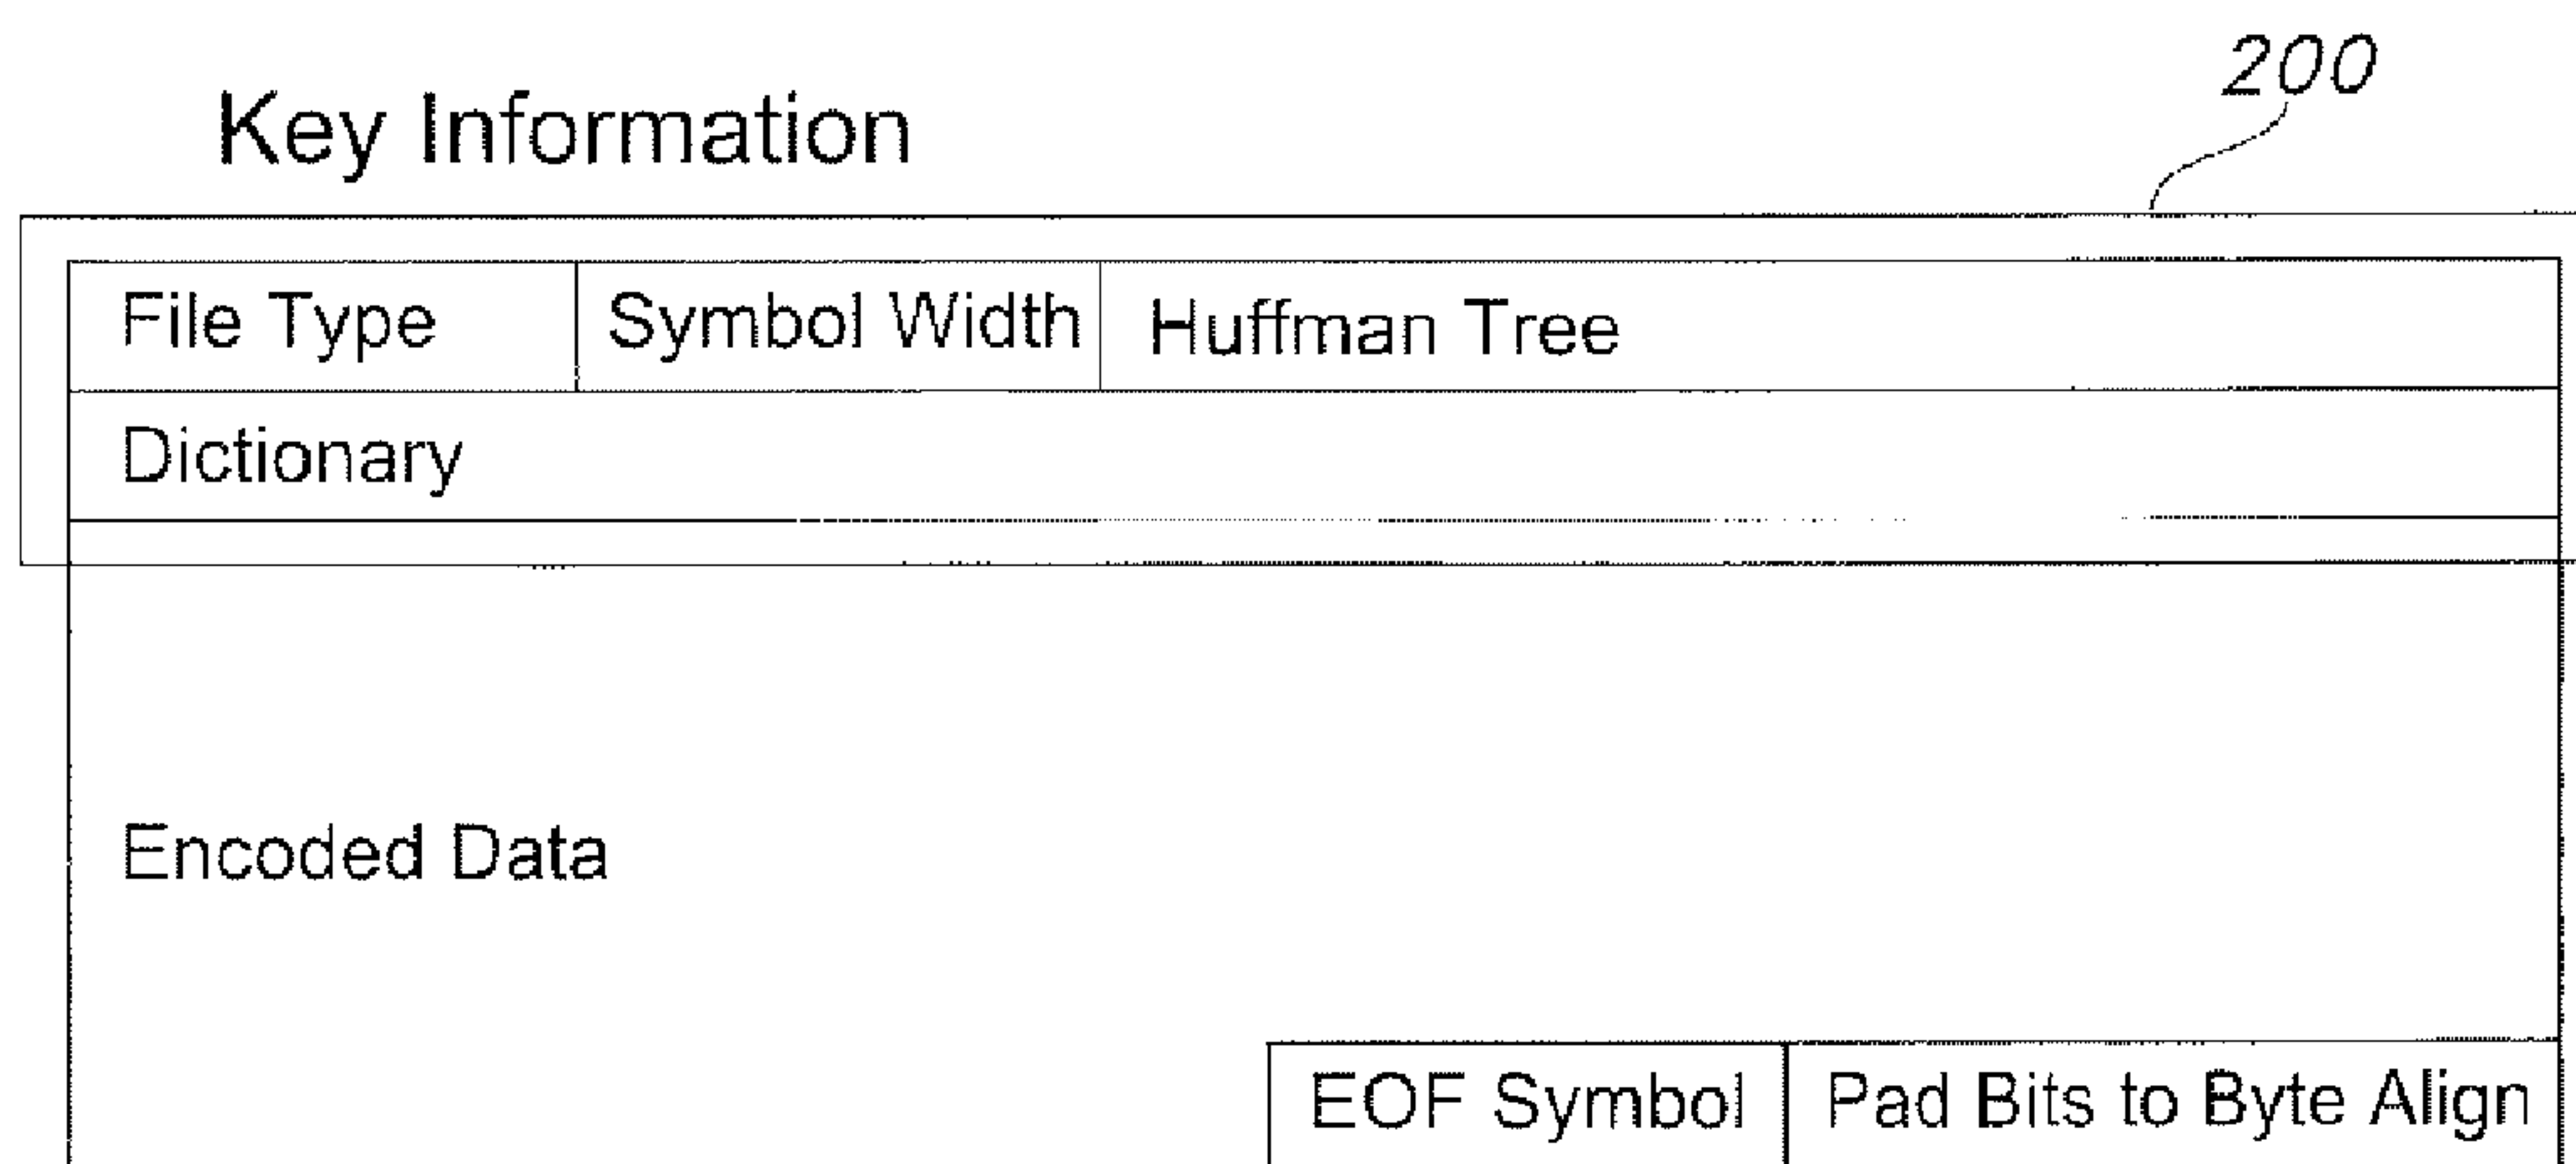 200
Key Information
File Type Symbol Width Huffman Tree
Dictionary
Encoded Data
EOF Symbol Pad Bits to Byte Align